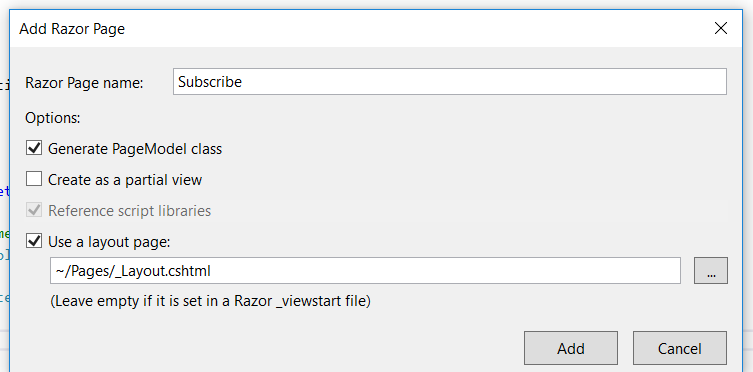 Add Razor Page
Razor Page name: Subscribe
Options:
Generate PageModel class
Create as a partial view
Reference script libraries
Use a layout page:
~/Pages/_Layout.cshtml ...
(Leave empty if it is set in a Razor _viewstart file)
Add Cancel